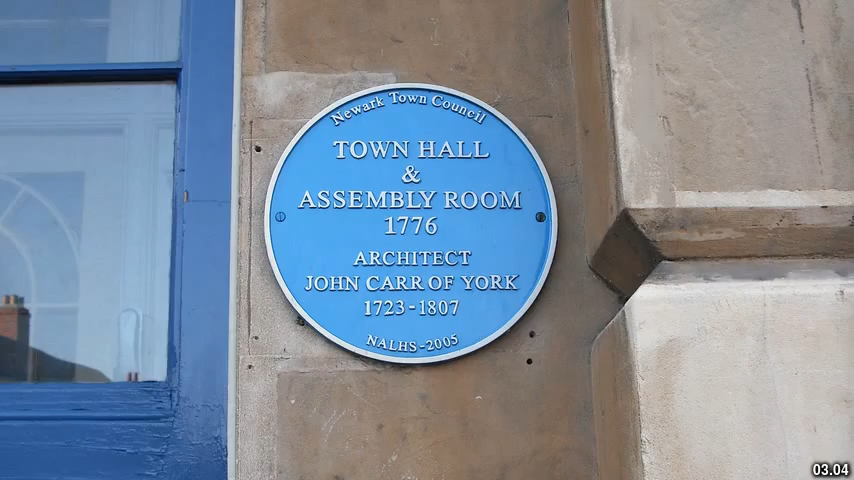 Newark Town Council
TOWN HALL
&
ASSEMBLY ROOM
1776
ARCHITECT
JOHN CARR OF YORK
1723-1807
NALHS-2005
03.04